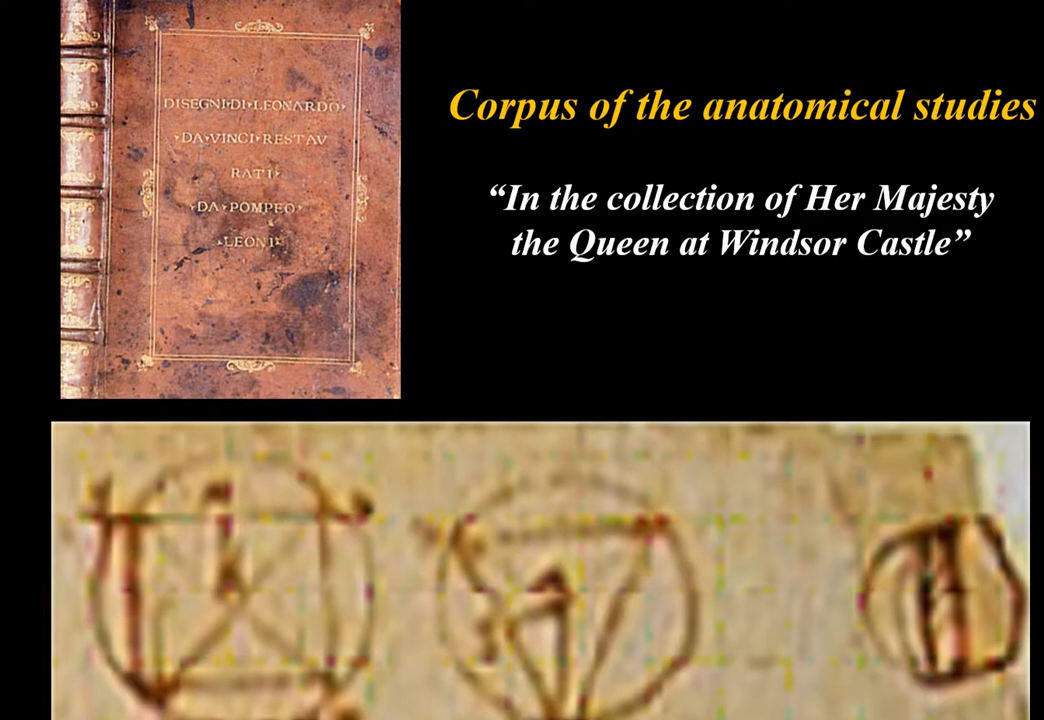 DISEGNI·DI·LEONARDO·
·DA·VINCI·RESTAV
RATI·
·DA·POMPEO·
·LEONI·
Corpus of the anatomical studies
“In the collection of Her Majesty
the Queen at Windsor Castle”